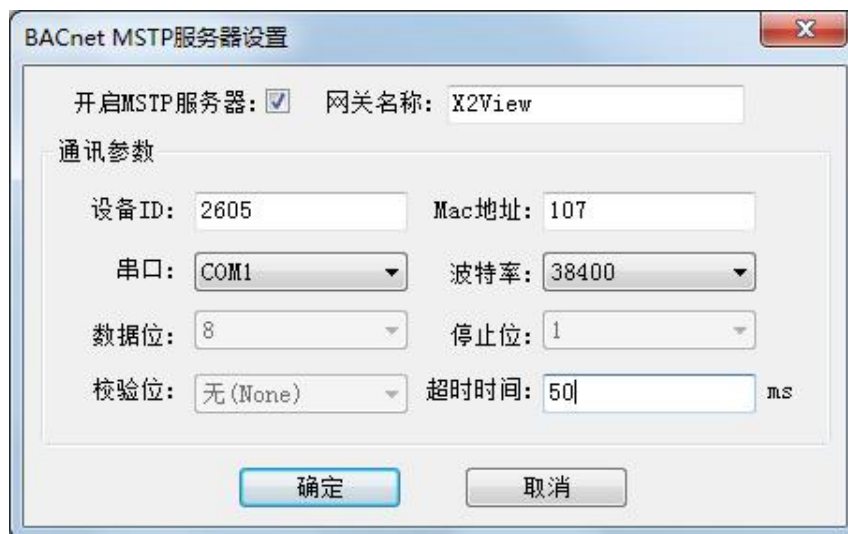 BACnet MSTP服务器设置
开启MSTP服务器: 网关名称: X2View
通讯参数
设备ID: 2605 Mac地址: 107
串口: COM1 波特率: 38400
数据位: 8 停止位: 1
校验位: 无(None) 超时时间: 50 ms
确定 取消